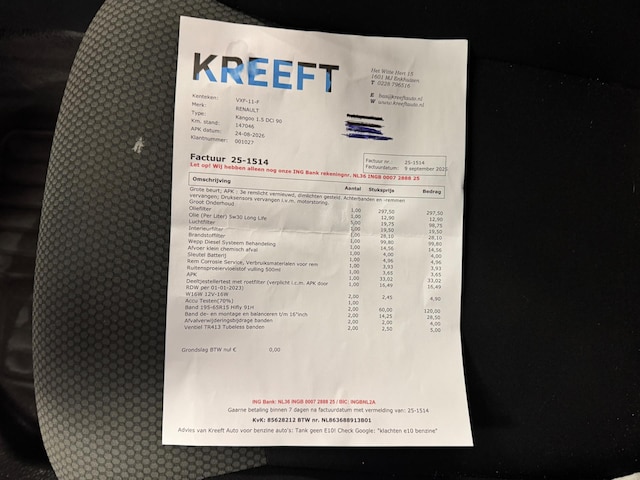 KREEFT
Het Witte Hert 15
1601 MJ Enkhuizen
T 0228 796516
E bas@kreeftauto.nl
W www.kreeftauto.nl
Kenteken: VXF-11-F
Merk: RENAULT
Type: Kangoo 1.5 DCI 90
Km. stand: 147046
APK datum: 24-08-2026
Klantnummer: 001027
Factuur 25-1514
Factuur nr.: 25-1514
Factuurdatum: 5 september 2025
Let op! Wij hebben alleen nog onze ING Bank rekeningnr. NL36 INGB 0007 2888 25
Omschrijving Aantal Stuksprijs Bedrag
Grote beurt; APK : 3e remlicht vernieuwd, dimlichten gesteld. Achterbanden en -remmen
vervangen; Druksensors vervangen i.v.m. motorstoring.
Groot Onderhoud 1,00 297,50 297,50
Oliefilter 1,00 12,90 12,90
Olie (Per Liter) 5w30 Long Life 5,00 19,75 98,75
Luchtfilter 1,00 19,50 19,50
Interieurfilter 1,00 28,10 28,10
Brandstoffilter 1,00 99,80 99,80
Wepp Diesel Systeem Behandeling 1,00 14,56 14,56
Afvoer klein chemisch afval 1,00 4,00 4,00
Sleutel Batterij 1,00 4,96 4,96
Rem Corrosie Service, Verbruiksmaterialen voor rem 1,00 3,93 3,93
Ruitensproeiervloeistof vulling 500ml 1,00 3,65 3,65
APK 1,00 33,02 33,02
Deeltjestellertest met roetfilter (verplicht i.c.m. APK door 1,00 16,49 16,49
RDW per 01-01-2023)
W16W 12V-16W 2,00 2,45 4,90
Accu Testen(70%) 1,00
Band 195-65R15 Hifly 91H 2,00 60,00 120,00
Band de- en montage en balanceren t/m 16"inch 2,00 14,25 28,50
Afvalverwijderingsbijdrage banden 2,00 2,00 4,00
Ventiel TR413 Tubeless banden 2,00 2,50 5,00
Grondslag BTW nul € 0,00
ING Bank: NL36 INGB 0007 2888 25 / BIC: INGBNL2A
Gaarne betaling binnen 7 dagen na factuurdatum met vermelding van: 25-1514
KvK: 85628212 BTW nr. NL863688913B01
Advies van Kreeft Auto voor benzine auto's: Tank geen E10! Check Google: "klachten e10 benzine"